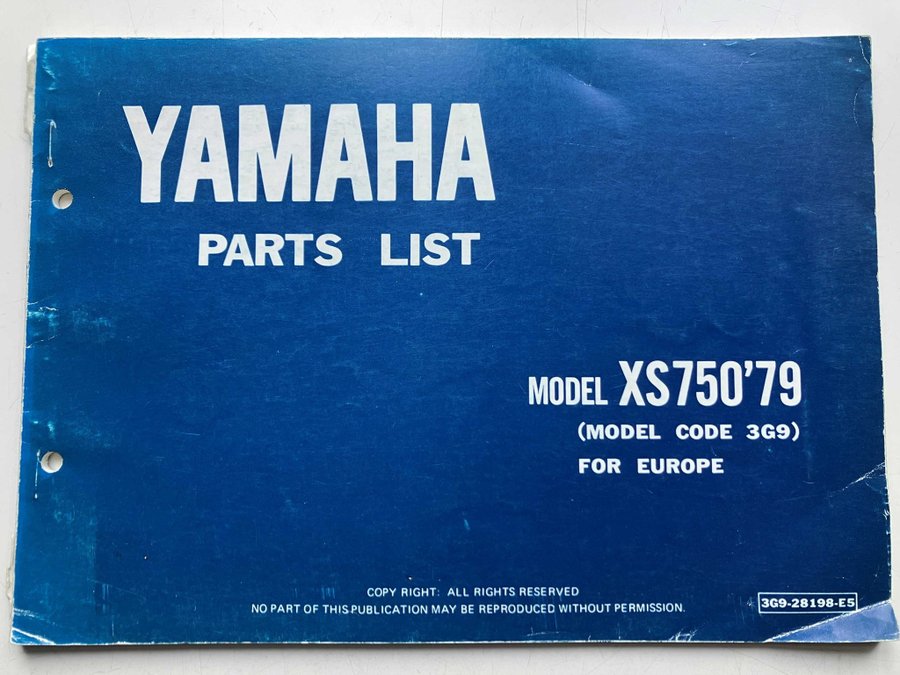 YAMAHA
PARTS LIST
MODEL XS750'79
(MODEL CODE 3G9)
FOR EUROPE
COPY RIGHT: ALL RIGHTS RESERVED
NO PART OF THIS PUBLICATION MAY BE REPRODUCED WITHOUT PERMISSION.
3G9-28198-E5